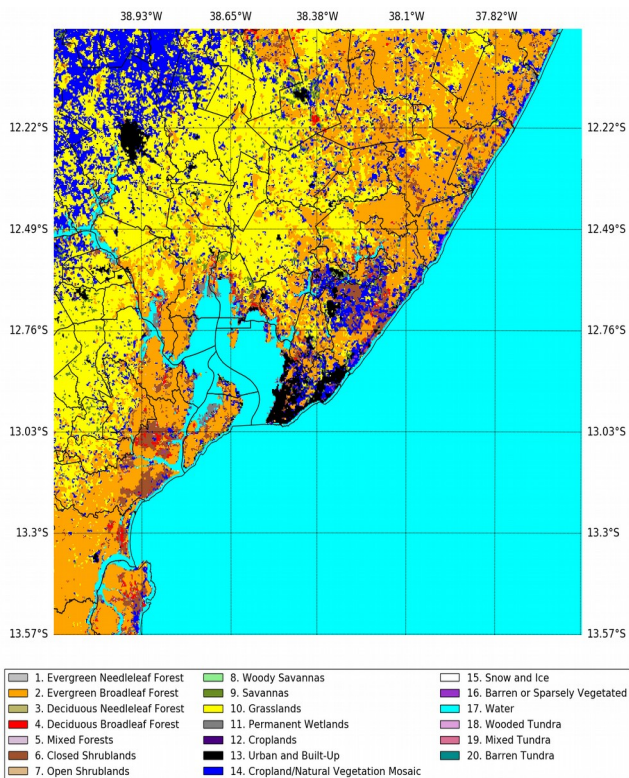 38.93°W 38.65°W 38.38°W 38.1°W 37.82°W
12.22°S 12.22°S
12.49°S 12.49°S
12.76°S 12.76°S
13.03°S 13.03°S
13.3°S 13.3°S
13.57°S 13.57°S
1. Evergreen Needleleaf Forest
2. Evergreen Broadleaf Forest
3. Deciduous Needleleaf Forest
4. Deciduous Broadleaf Forest
5. Mixed Forests
6. Closed Shrublands
7. Open Shrublands
8. Woody Savannas
9. Savannas
10. Grasslands
11. Permanent Wetlands
12. Croplands
13. Urban and Built-Up
14. Cropland/Natural Vegetation Mosaic
15. Snow and Ice
16. Barren or Sparsely Vegetated
17. Water
18. Wooded Tundra
19. Mixed Tundra
20. Barren Tundra